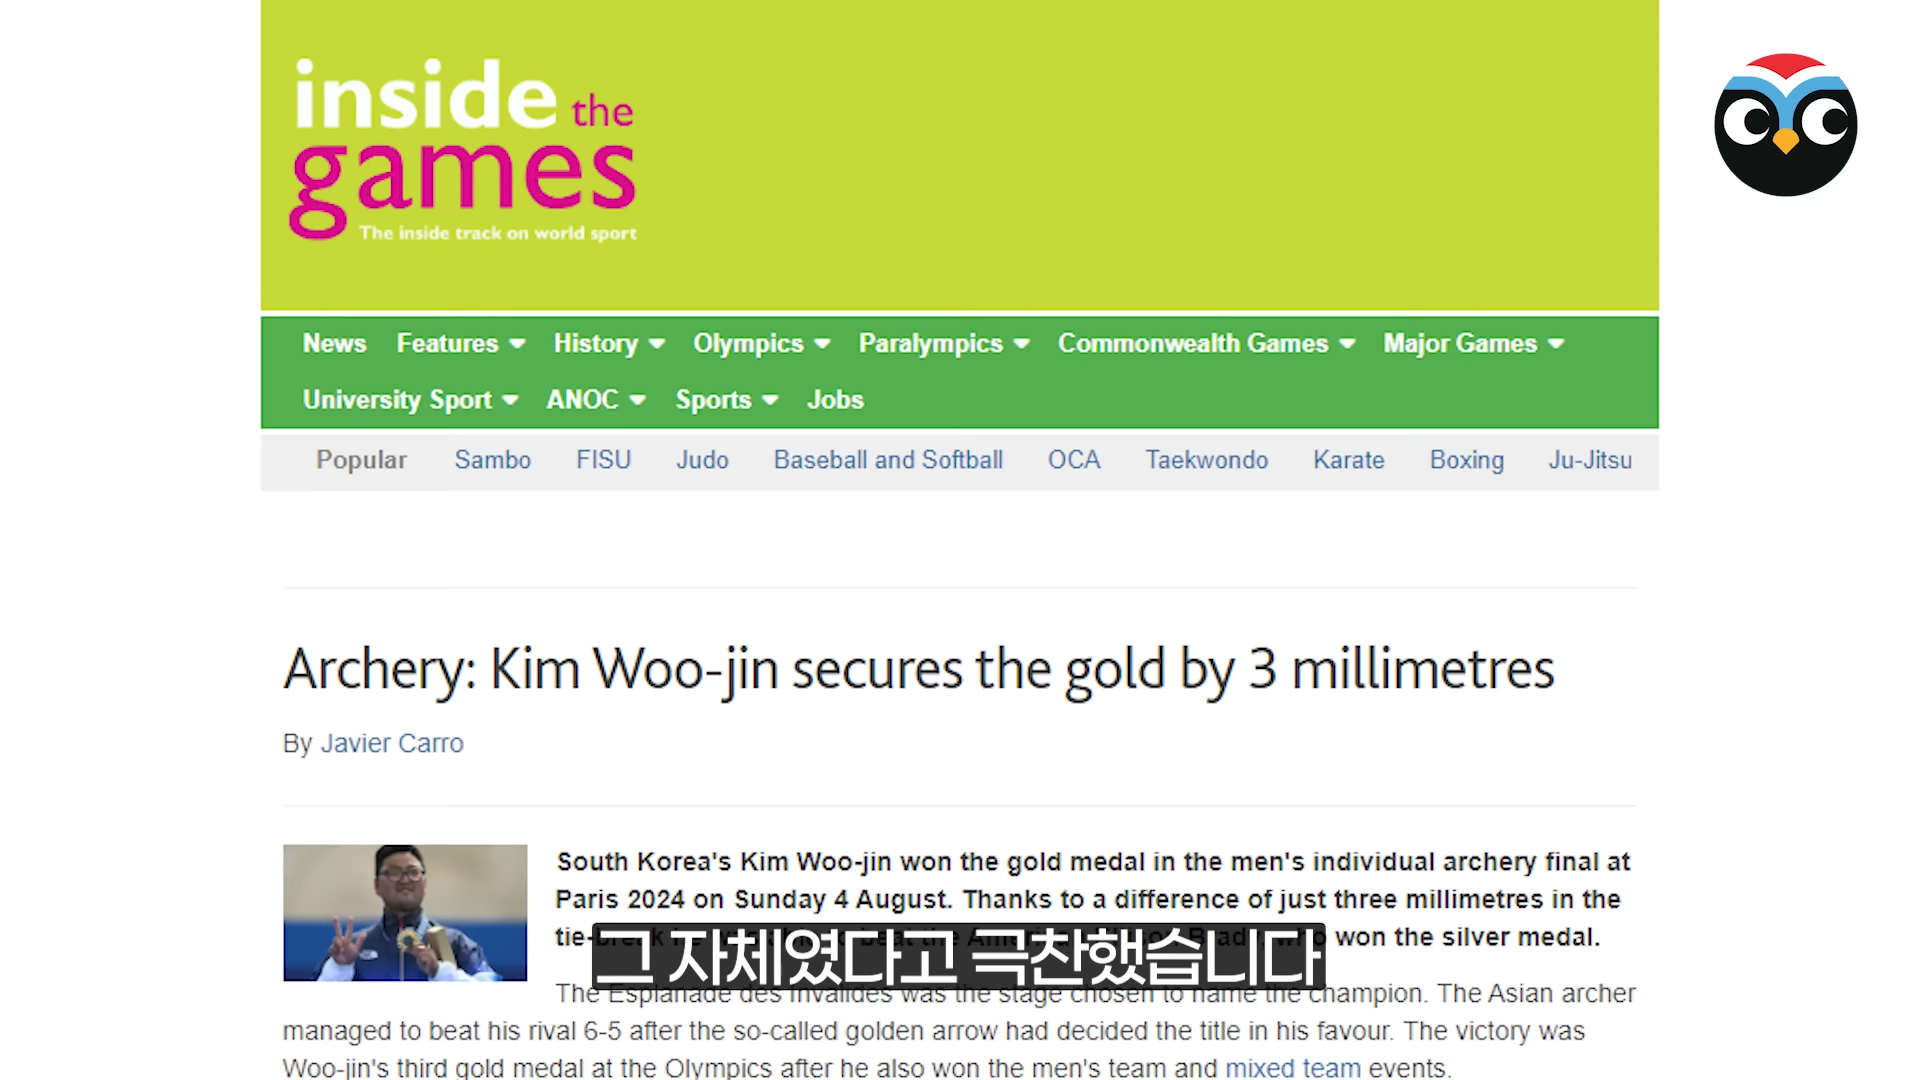 inside the
games
The inside track on world sport
News Features History Olympics Paralympics Commonwealth Games Major Games
University Sport ANOC Sports Jobs
Popular Sambo FISU Judo Baseball and Softball OCA Taekwondo Karate Boxing Ju-Jitsu
Archery: Kim Woo-jin secures the gold by 3 millimetres
By Javier Carro
South Korea's Kim Woo-jin won the gold medal in the men's individual archery final at
Paris 2024 on Sunday 4 August. Thanks to a difference of just three millimetres in the
tie-break won the silver medal.
그 자체였다고 극찬했습니다
The Esplanade des Invalides was the stage chosen to name the champion. The Asian archer
managed to beat his rival 6-5 after the so-called golden arrow had decided the title in his favour. The victory was
Woo-jin's third gold medal at the Olympics after he also won the men's team and mixed team events.